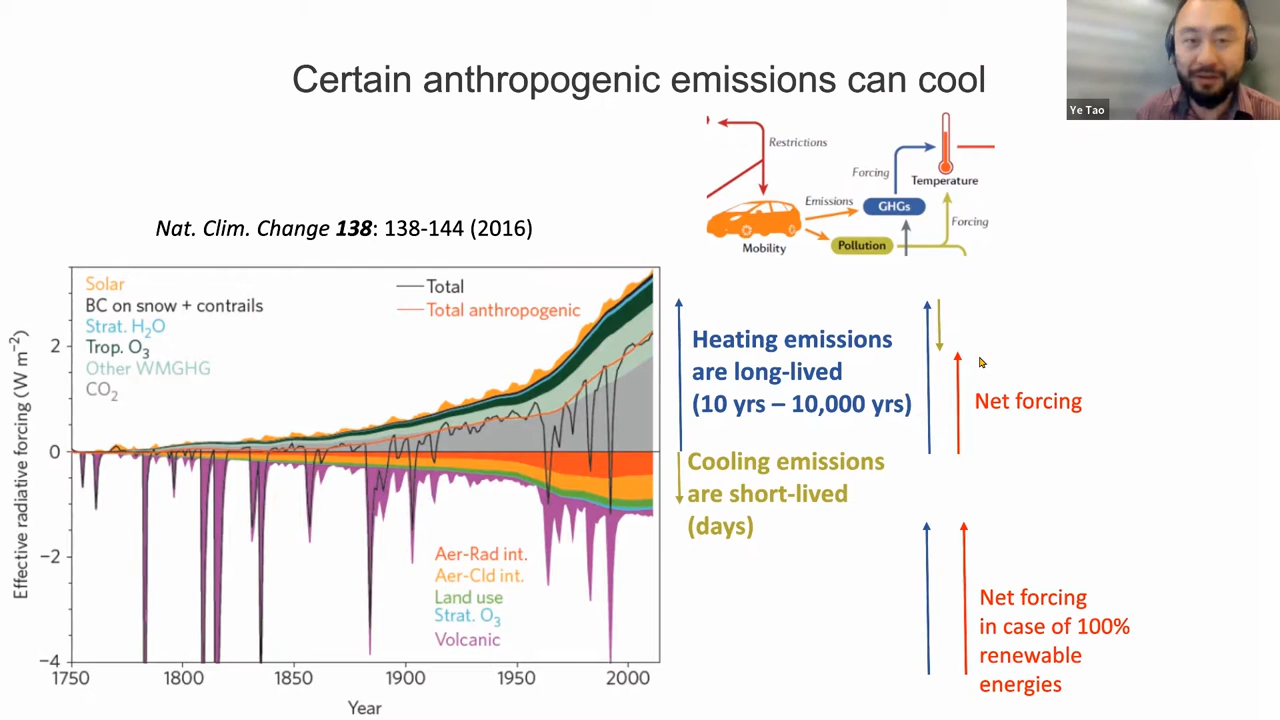 Certain anthropogenic emissions can cool
Ye Tao
Restrictions
Forcing
Temperature
Emissions
GHGs
Forcing
Mobility
Pollution
Nat. Clim. Change 138: 138-144 (2016)
Solar
BC on snow + contrails
Strat. H₂O
Trop. O₃
Other WMGHG
CO₂
Total
Total anthropogenic
Effective radiative forcing (W m⁻²)
2
0
−2
−4
Aer-Rad int.
Aer-Cld int.
Land use
Strat. O₃
Volcanic
1750 1800 1850 1900 1950 2000
Year
Heating emissions
are long-lived
(10 yrs – 10,000 yrs)
Cooling emissions
are short-lived
(days)
Net forcing
Net forcing
in case of 100%
renewable
energies